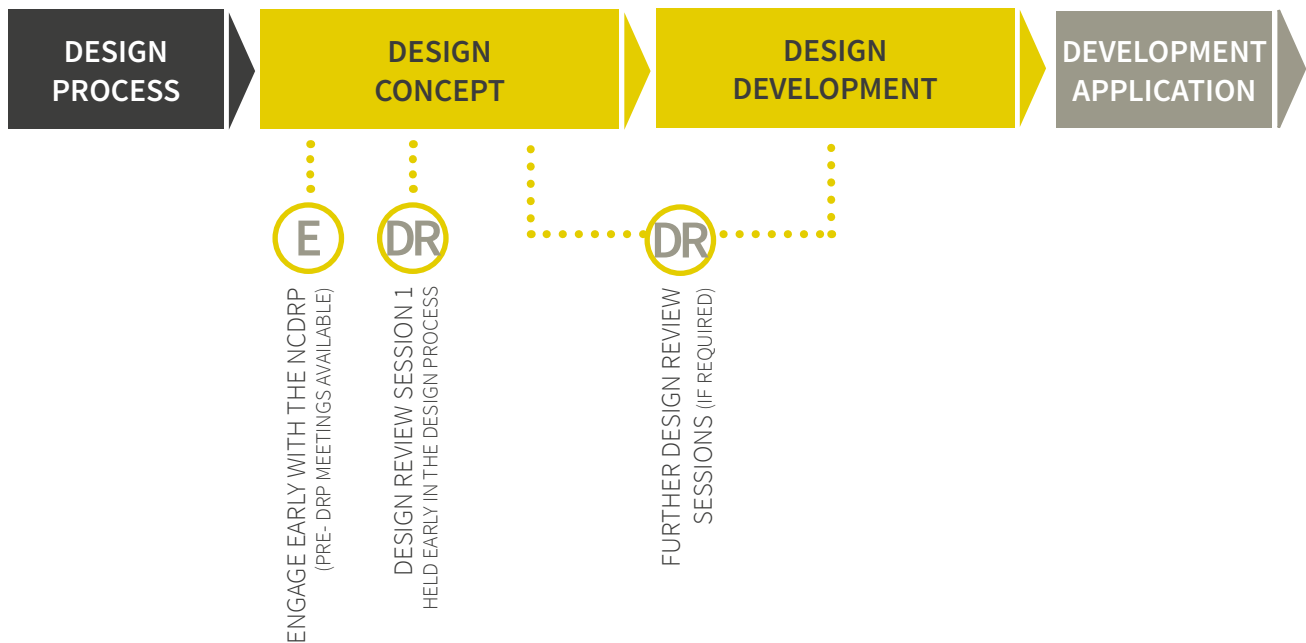 DESIGN
PROCESS
DESIGN
CONCEPT
DESIGN
DEVELOPMENT
DEVELOPMENT
APPLICATION
E
DR
DR
ENGAGE EARLY WITH THE NCDRP
(PRE- DRP MEETINGS AVAILABLE)
DESIGN REVIEW SESSION 1
HELD EARLY IN THE DESIGN PROCESS
FURTHER DESIGN REVIEW
SESSIONS (IF REQUIRED)